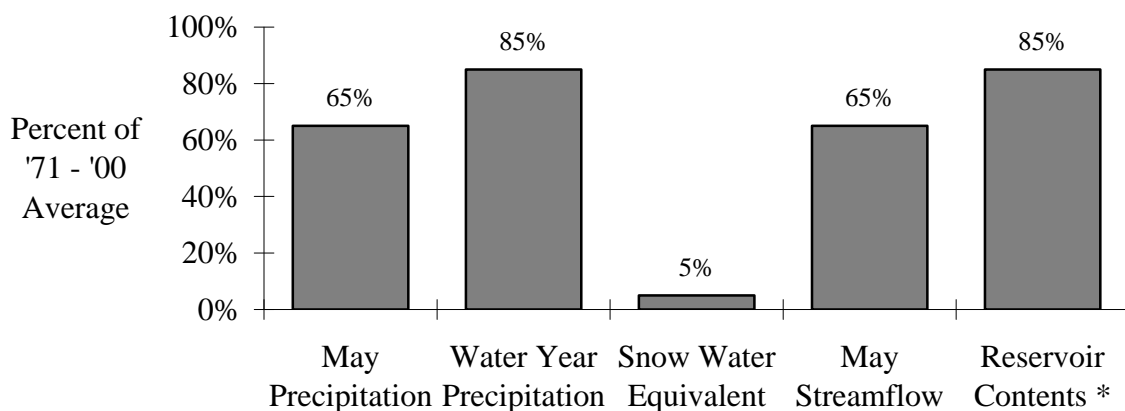 100%
80%
60%
40%
20%
0%
Percent of
'71 - '00
Average
65%
85%
5%
65%
85%
May
Precipitation
Water Year
Precipitation
Snow Water
Equivalent
May
Streamflow
Reservoir
Contents *